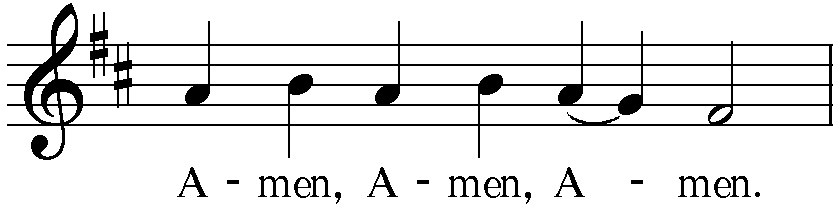 A - men, A - men, A - men.